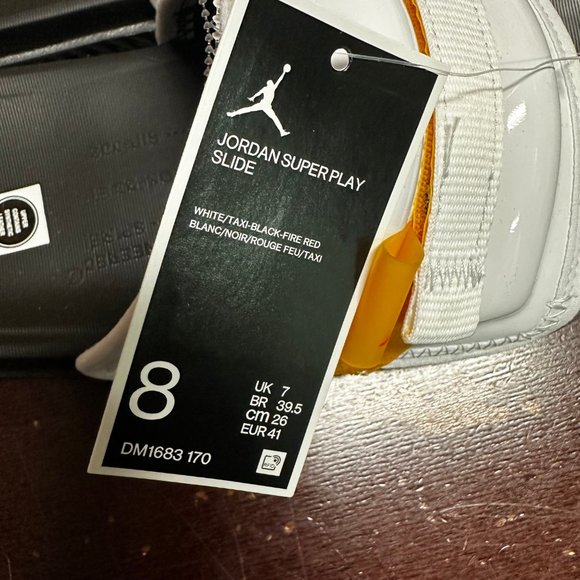 JORDAN SUPER PLAY
SLIDE
WHITE/TAXI-BLACK-FIRE RED
BLANC/NOIR/ROUGE FEU/TAXI
8
UK 7
BR 39.5
CM 26
EUR 41
DM1683 170
RFID